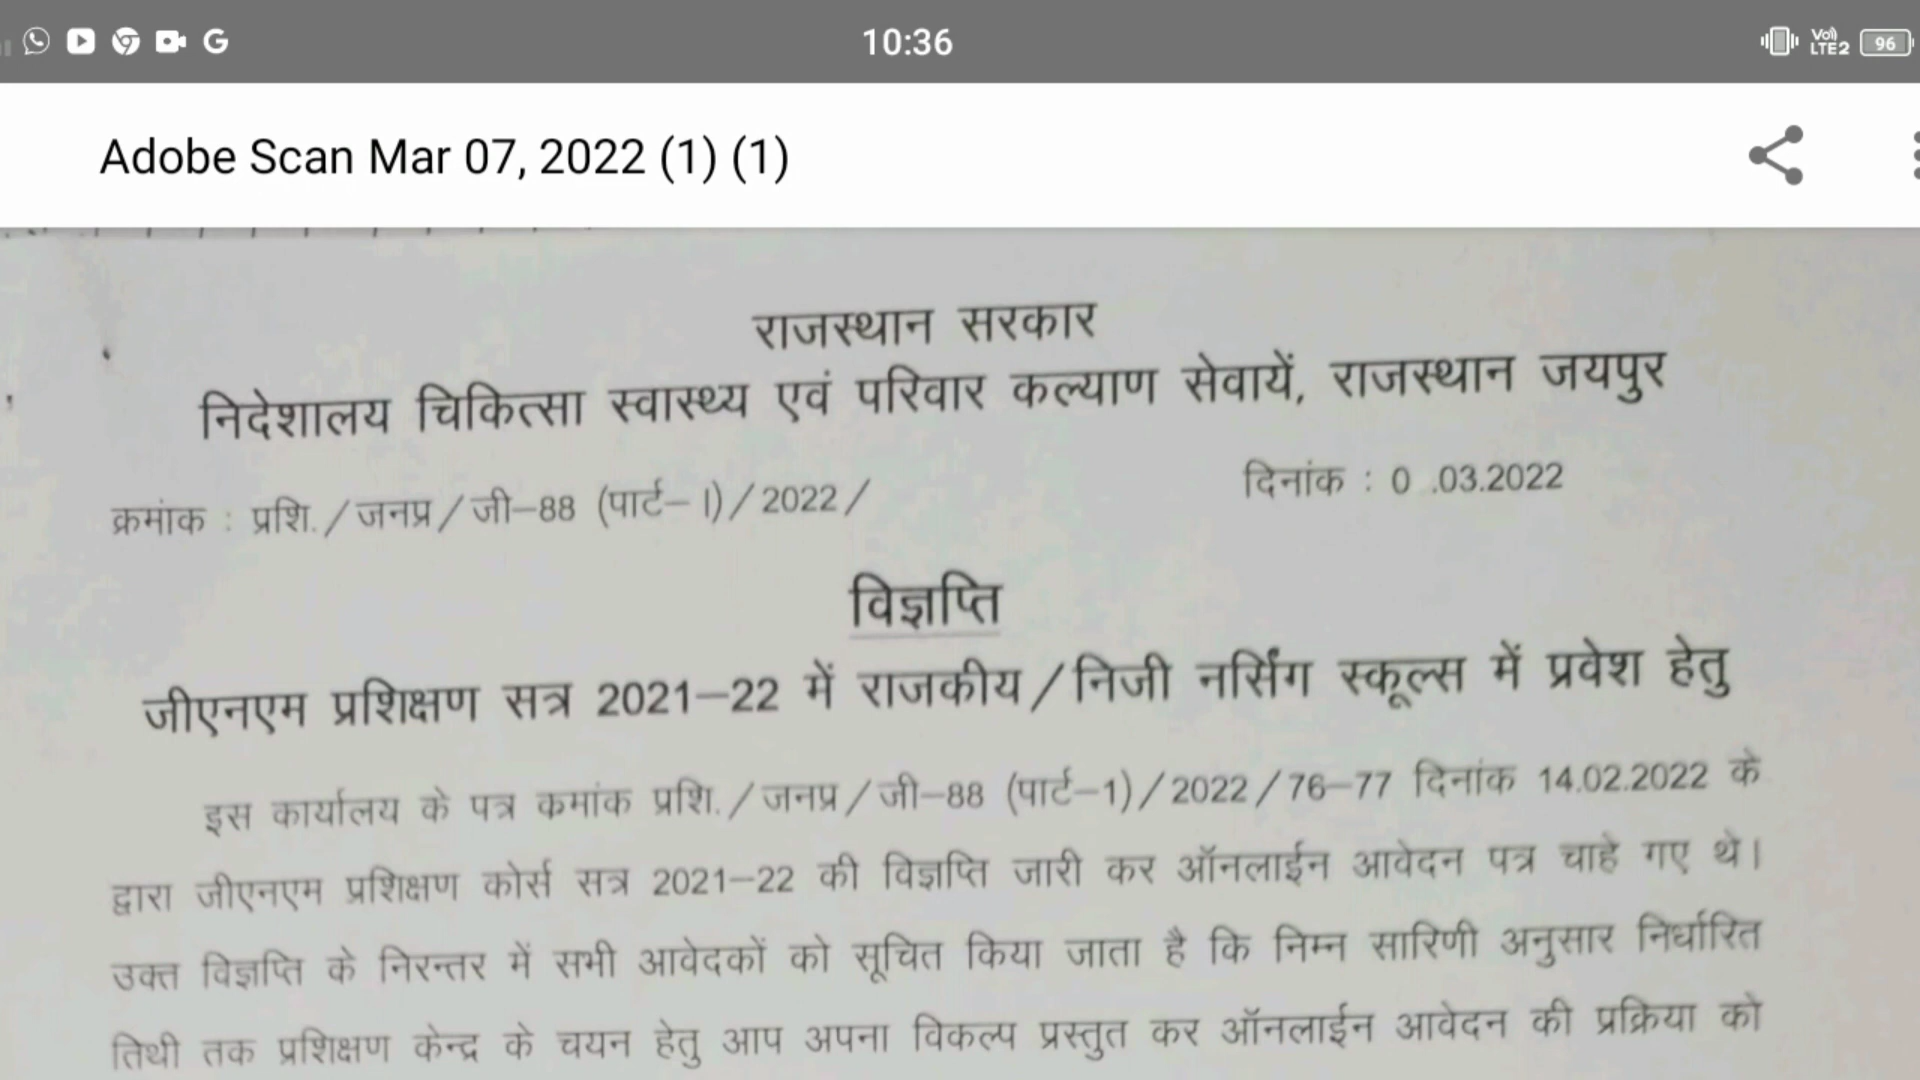 10:36
Vo)) LTE2 96
Adobe Scan Mar 07, 2022 (1) (1)
राजस्थान सरकार
निदेशालय चिकित्सा स्वास्थ्य एवं परिवार कल्याण सेवायें, राजस्थान जयपुर
क्रमांक : प्रशि./जनप्र/जी–88 (पार्ट–I)/2022/ दिनांक : 0 .03.2022
विज्ञप्ति
जीएनएम प्रशिक्षण सत्र 2021–22 में राजकीय/निजी नर्सिंग स्कूल्स में प्रवेश हेतु
इस कार्यालय के पत्र कमांक प्रशि./जनप्र/जी–88 (पार्ट–1)/2022/76–77 दिनांक 14.02.2022 के
द्वारा जीएनएम प्रशिक्षण कोर्स सत्र 2021–22 की विज्ञप्ति जारी कर ऑनलाईन आवेदन पत्र चाहे गए थे।
उक्त विज्ञप्ति के निरन्तर में सभी आवेदकों को सूचित किया जाता है कि निम्न सारिणी अनुसार निर्धारित
तिथी तक प्रशिक्षण केन्द्र के चयन हेतु आप अपना विकल्प प्रस्तुत कर ऑनलाईन आवेदन की प्रक्रिया को